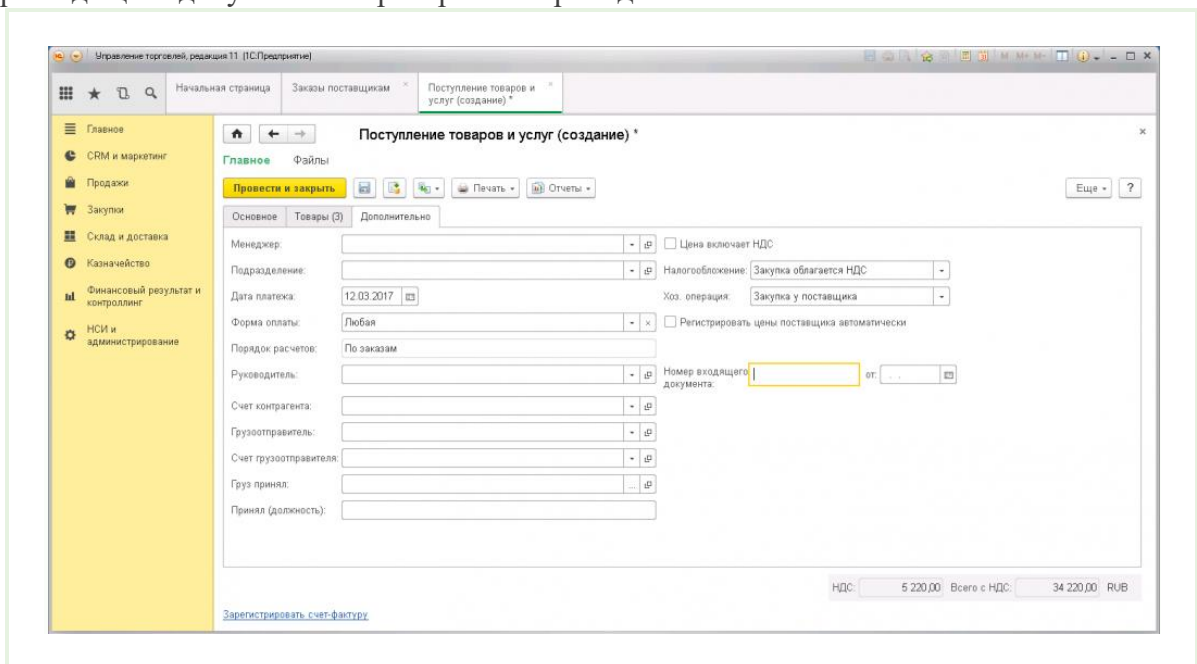 Управление торговлей, редакция 11 (1С:Предприятие)
M M+ M-
Начальная страница
Заказы поставщикам ×
Поступление товаров и
услуг (создание) * ×
Главное
CRM и маркетинг
Продажи
Закупки
Склад и доставка
Казначейство
Финансовый результат и
контроллинг
НСИ и
администрирование
Поступление товаров и услуг (создание) *
Главное Файлы
Провести и закрыть Печать Отчеты Еще ?
Основное Товары (3) Дополнительно
Менеджер: Цена включает НДС
Подразделение: Налогообложение: Закупка облагается НДС
Дата платежа: 12.03.2017 Хоз. операция: Закупка у поставщика
Форма оплаты: Любая Регистрировать цены поставщика автоматически
Порядок расчетов: По заказам
Руководитель: Номер входящего
документа: от: . .
Счет контрагента:
Грузоотправитель:
Счет грузоотправителя:
Груз принял: ...
Принял (должность):
НДС: 5 220,00 Всего с НДС: 34 220,00 RUB
Зарегистрировать счет-фактуру